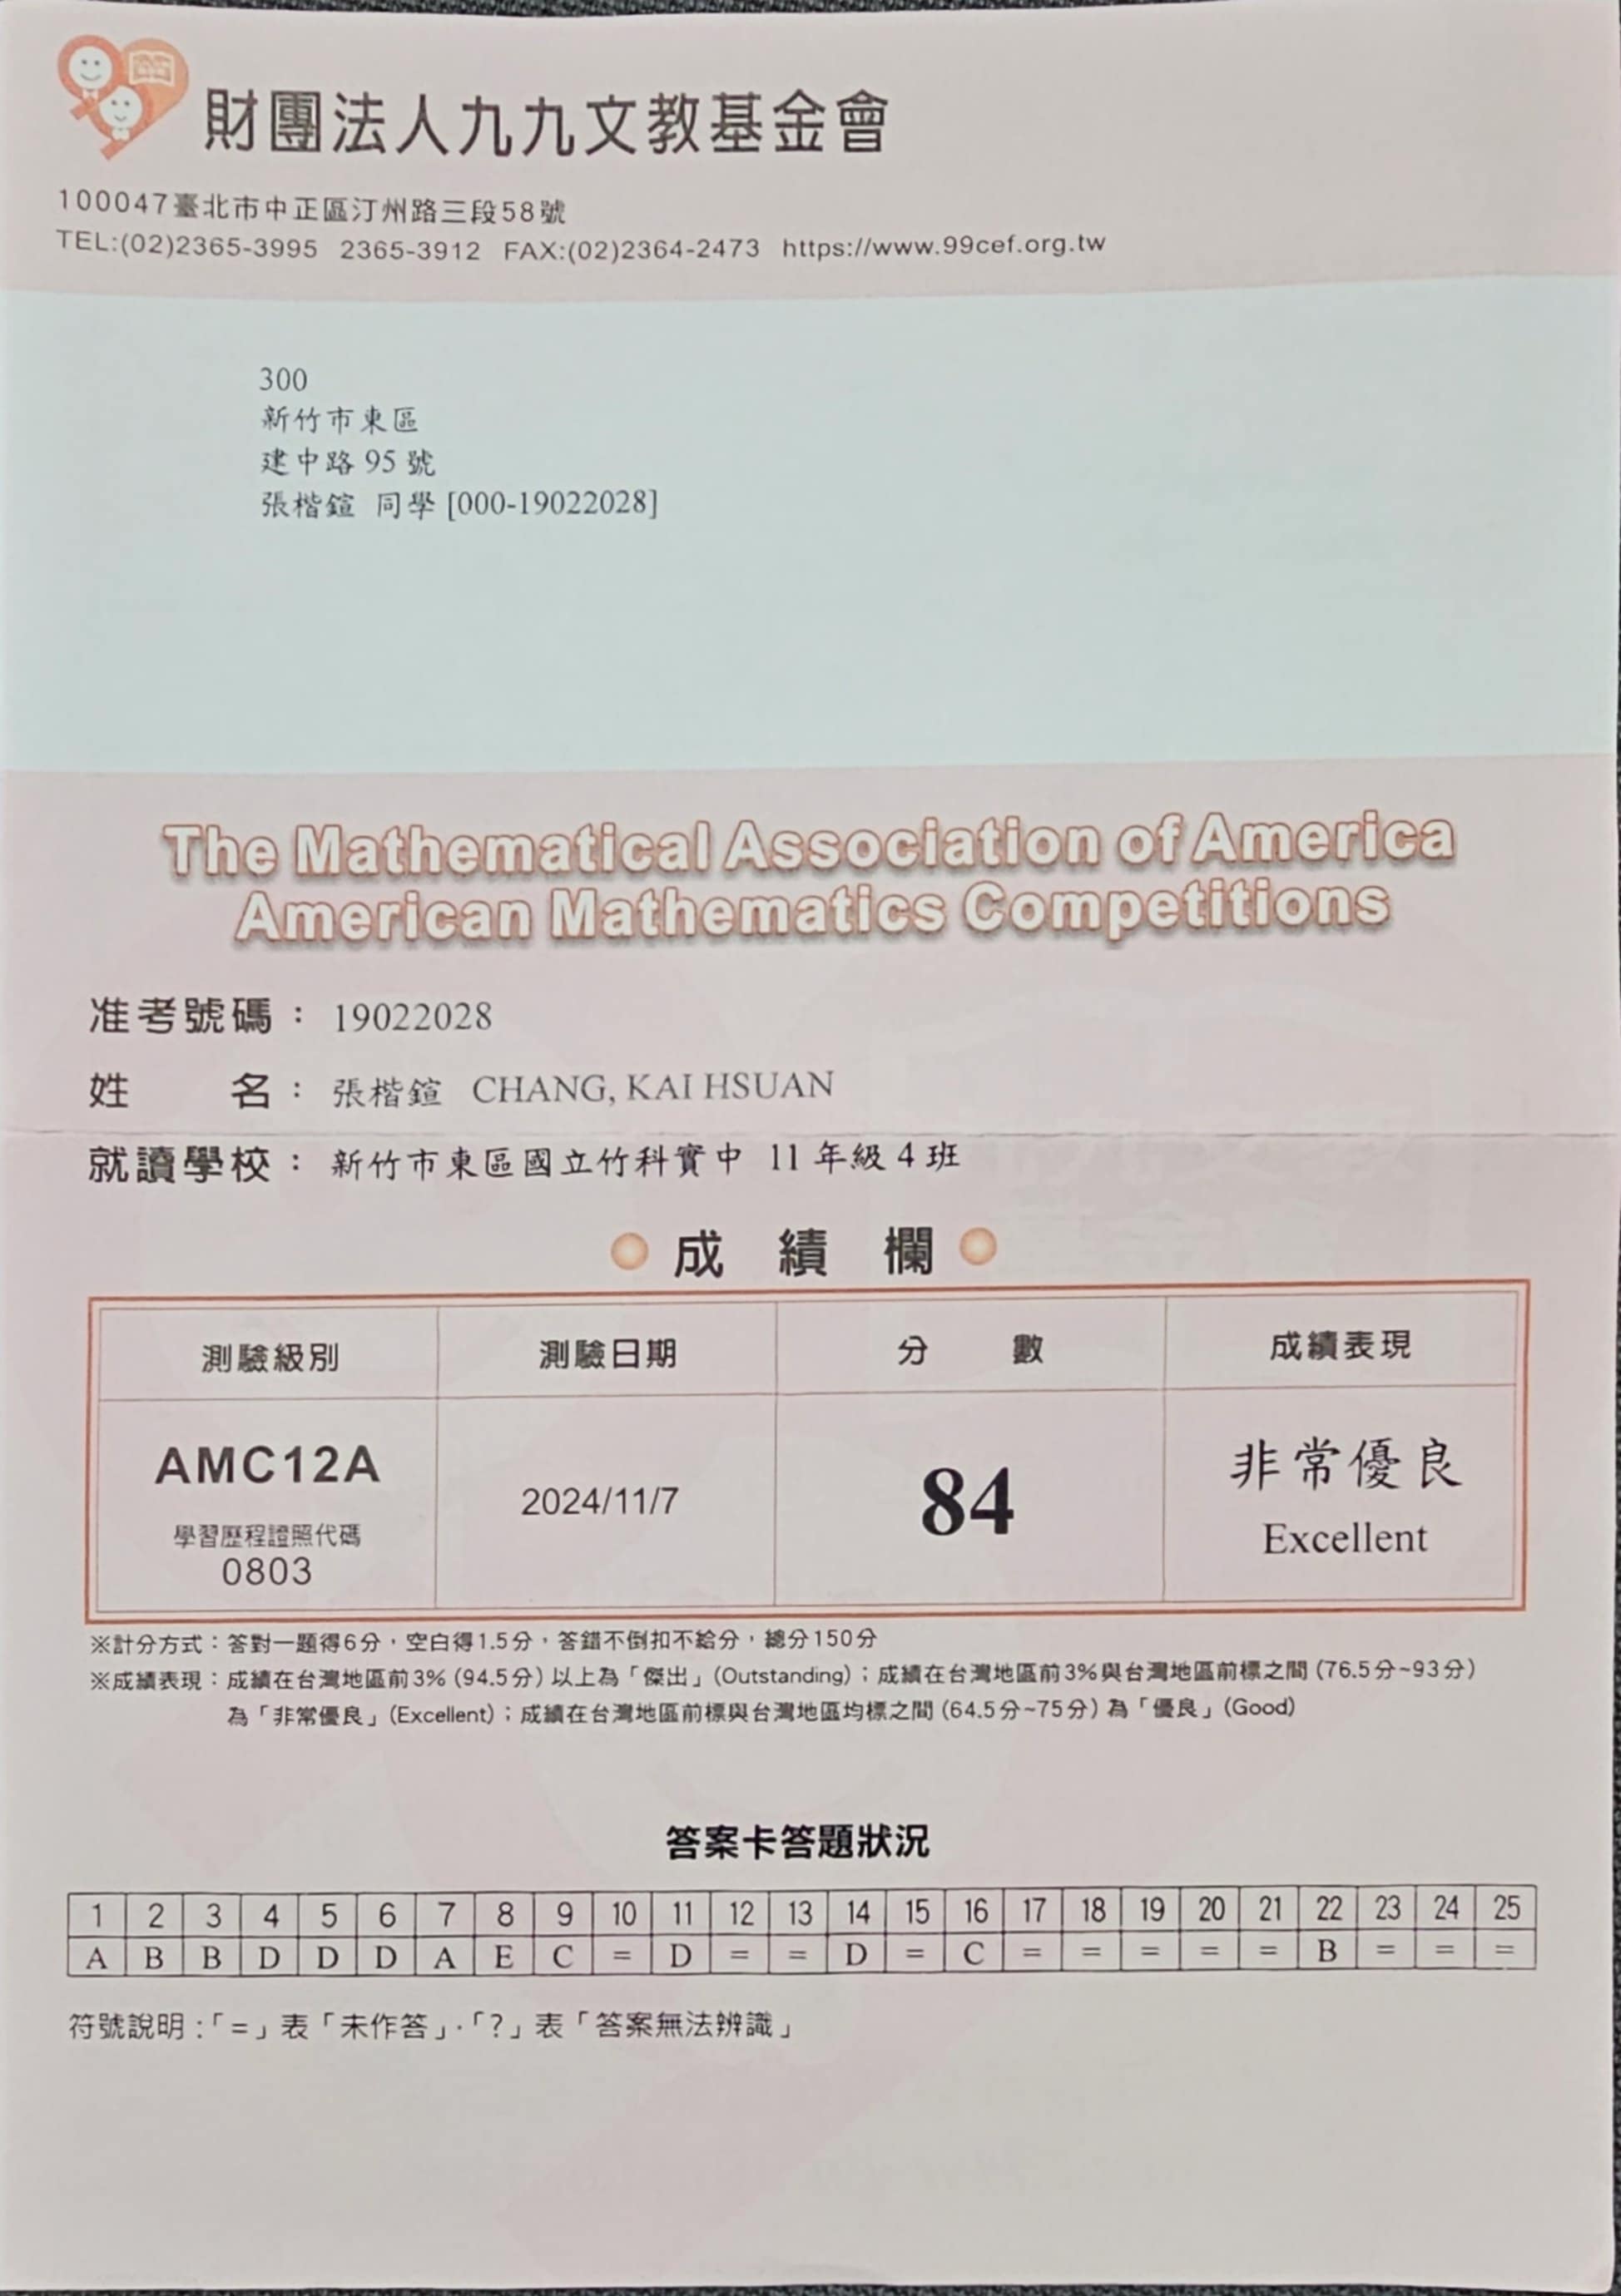 財團法人九九文教基金會
100047臺北市中正區汀州路三段58號
TEL:(02)2365-3995 2365-3912 FAX:(02)2364-2473 https://www.99cef.org.tw
300
新竹市東區
建中路 95 號
張楷鍹 同學 [000-19022028]
The Mathematical Association of America
American Mathematics Competitions
准考號碼： 19022028
姓 名： 張楷鍹 CHANG, KAI HSUAN
就讀學校： 新竹市東區國立竹科實中 11 年級 4 班
成 績 欄
測驗級別 測驗日期 分 數 成績表現
AMC12A 2024/11/7 84 非常優良
Excellent
學習歷程證照代碼
0803
※計分方式：答對一題得6分，空白得1.5分，答錯不倒扣不給分，總分150分
※成績表現：成績在台灣地區前3% (94.5分) 以上為「傑出」(Outstanding)；成績在台灣地區前3%與台灣地區前標之間 (76.5分~93分)
為「非常優良」(Excellent)；成績在台灣地區前標與台灣地區均標之間 (64.5分~75分) 為「優良」(Good)
答案卡答題狀況
1 2 3 4 5 6 7 8 9 10 11 12 13 14 15 16 17 18 19 20 21 22 23 24 25
A B B D D D A E C = D = = D = C = = = = = B = = =
符號說明：「=」表「未作答」.「?」表「答案無法辨識」